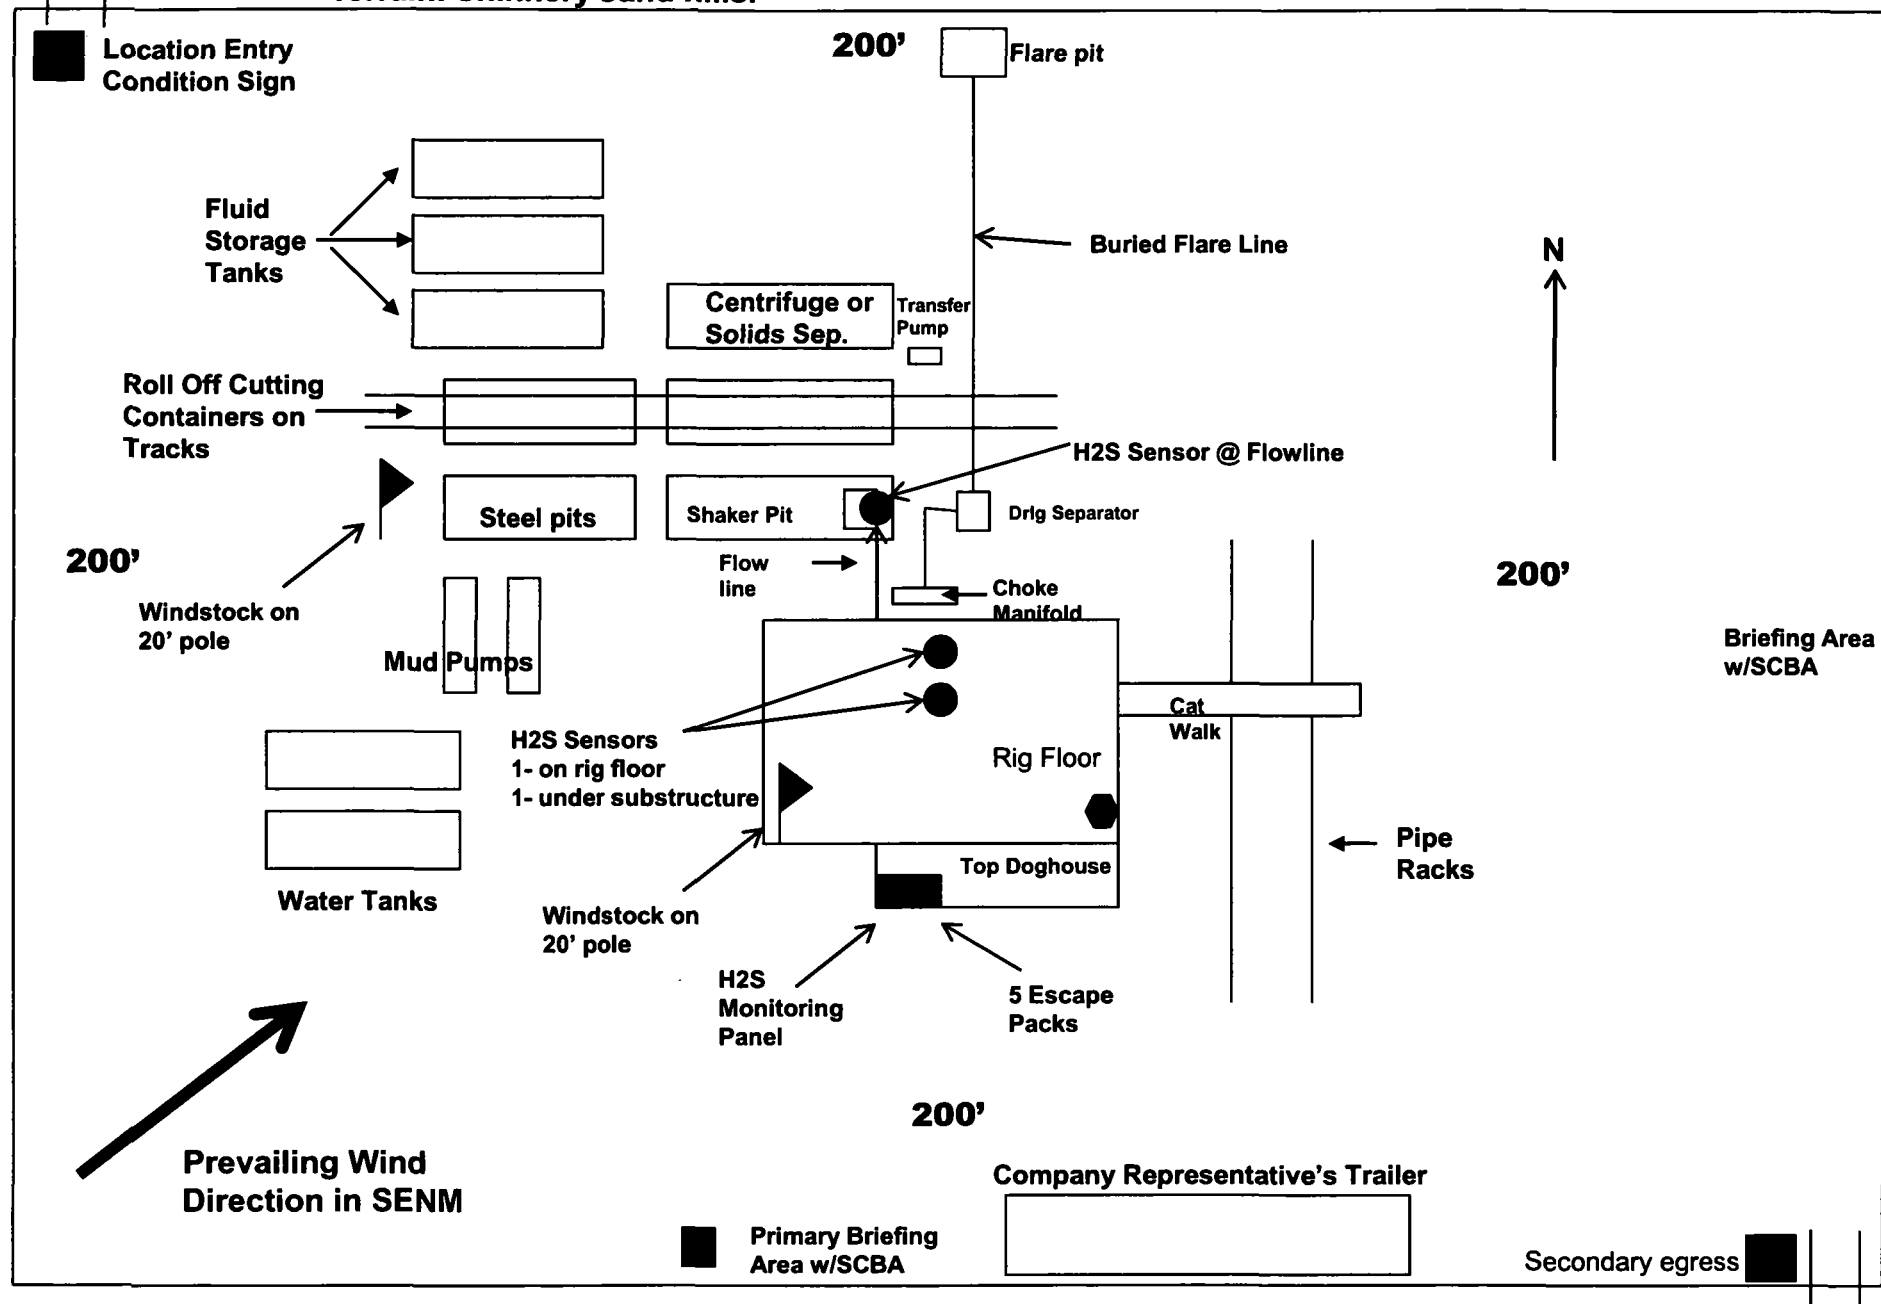 Location Entry
Condition Sign
200'
Flare pit
Fluid
Storage
Tanks
Buried Flare Line
N
Centrifuge or
Solids Sep.
Transfer
Pump
Roll Off Cutting
Containers on
Tracks
H2S Sensor @ Flowline
Steel pits
Shaker Pit
Drlg Separator
200'
Flow
line
200'
Choke
Manifold
Windstock on
20' pole
Mud Pumps
Briefing Area
w/SCBA
Cat
Walk
H2S Sensors
1- on rig floor
1- under substructure
Rig Floor
Pipe
Racks
Top Doghouse
Water Tanks
Windstock on
20' pole
H2S
Monitoring
Panel
5 Escape
Packs
200'
Prevailing Wind
Direction in SENM
Company Representative's Trailer
Primary Briefing
Area w/SCBA
Secondary egress